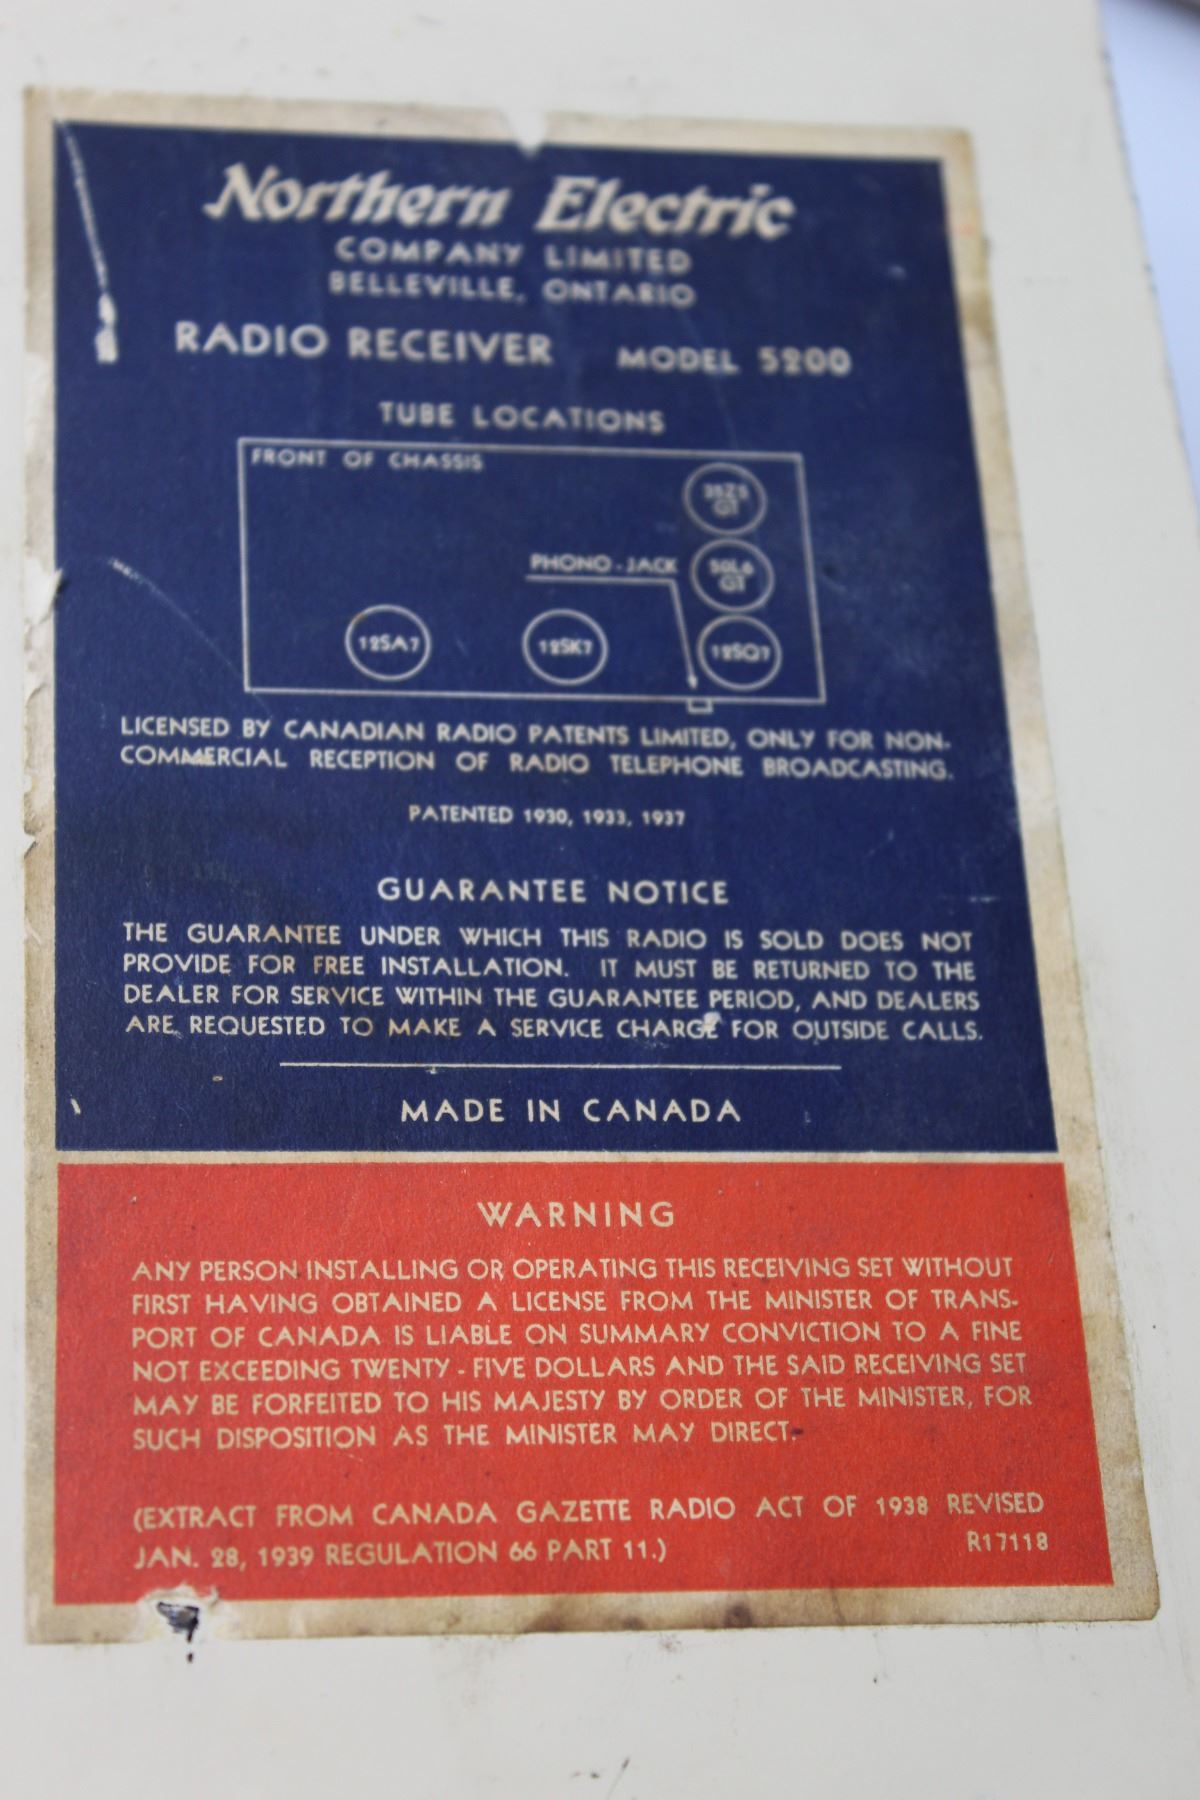 Northern Electric
COMPANY LIMITED
BELLEVILLE, ONTARIO
RADIO RECEIVER MODEL 5200
TUBE LOCATIONS
FRONT OF CHASSIS
35Z5
GT
PHONO-JACK
50L6
GT
12SA7 12SK7 12SQ7
LICENSED BY CANADIAN RADIO PATENTS LIMITED, ONLY FOR NON-
COMMERCIAL RECEPTION OF RADIO TELEPHONE BROADCASTING.
PATENTED 1930, 1933, 1937
GUARANTEE NOTICE
THE GUARANTEE UNDER WHICH THIS RADIO IS SOLD DOES NOT
PROVIDE FOR FREE INSTALLATION. IT MUST BE RETURNED TO THE
DEALER FOR SERVICE WITHIN THE GUARANTEE PERIOD, AND DEALERS
ARE REQUESTED TO MAKE A SERVICE CHARGE FOR OUTSIDE CALLS.
MADE IN CANADA
WARNING
ANY PERSON INSTALLING OR OPERATING THIS RECEIVING SET WITHOUT
FIRST HAVING OBTAINED A LICENSE FROM THE MINISTER OF TRANS-
PORT OF CANADA IS LIABLE ON SUMMARY CONVICTION TO A FINE
NOT EXCEEDING TWENTY-FIVE DOLLARS AND THE SAID RECEIVING SET
MAY BE FORFEITED TO HIS MAJESTY BY ORDER OF THE MINISTER, FOR
SUCH DISPOSITION AS THE MINISTER MAY DIRECT.
(EXTRACT FROM CANADA GAZETTE RADIO ACT OF 1938 REVISED
JAN. 28, 1939 REGULATION 66 PART 11.) R17118